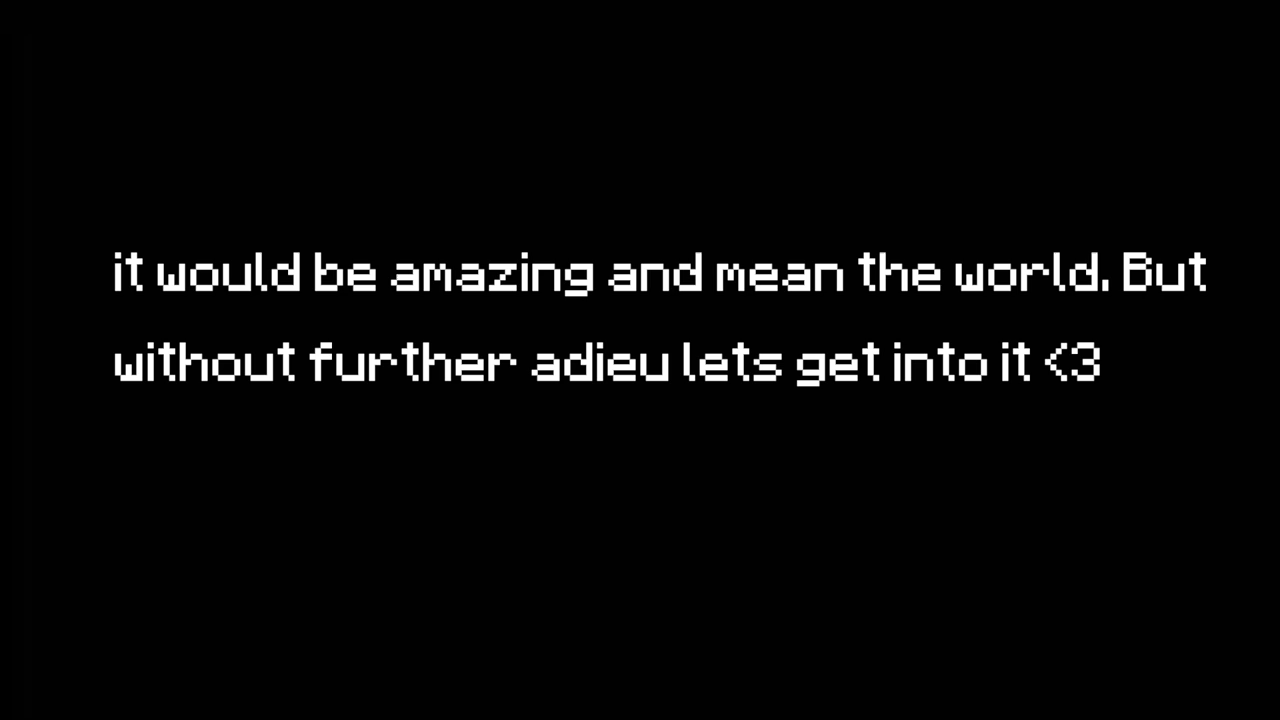 it would be amazing and mean the world. But
without further adieu lets get into it <3